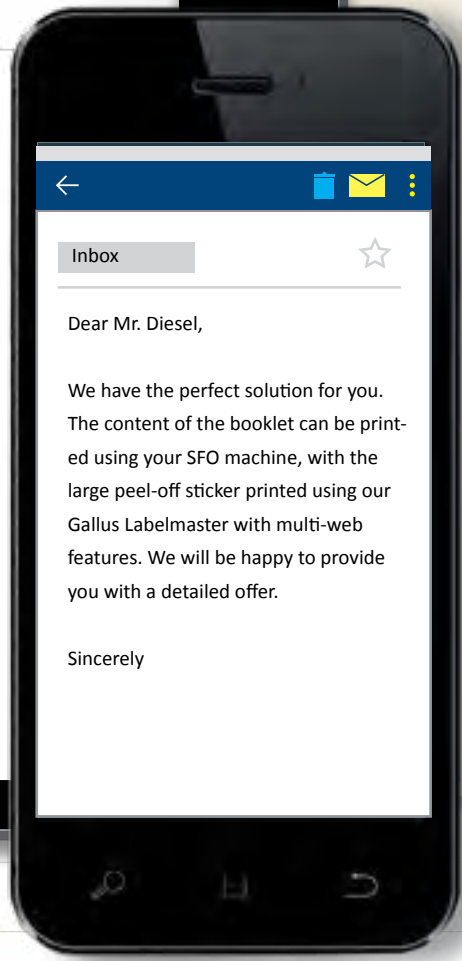 Inbox
Dear Mr. Diesel,
We have the perfect solution for you.
The content of the booklet can be print-
ed using your SFO machine, with the
large peel-off sticker printed using our
Gallus Labelmaster with multi-web
features. We will be happy to provide
you with a detailed offer.
Sincerely